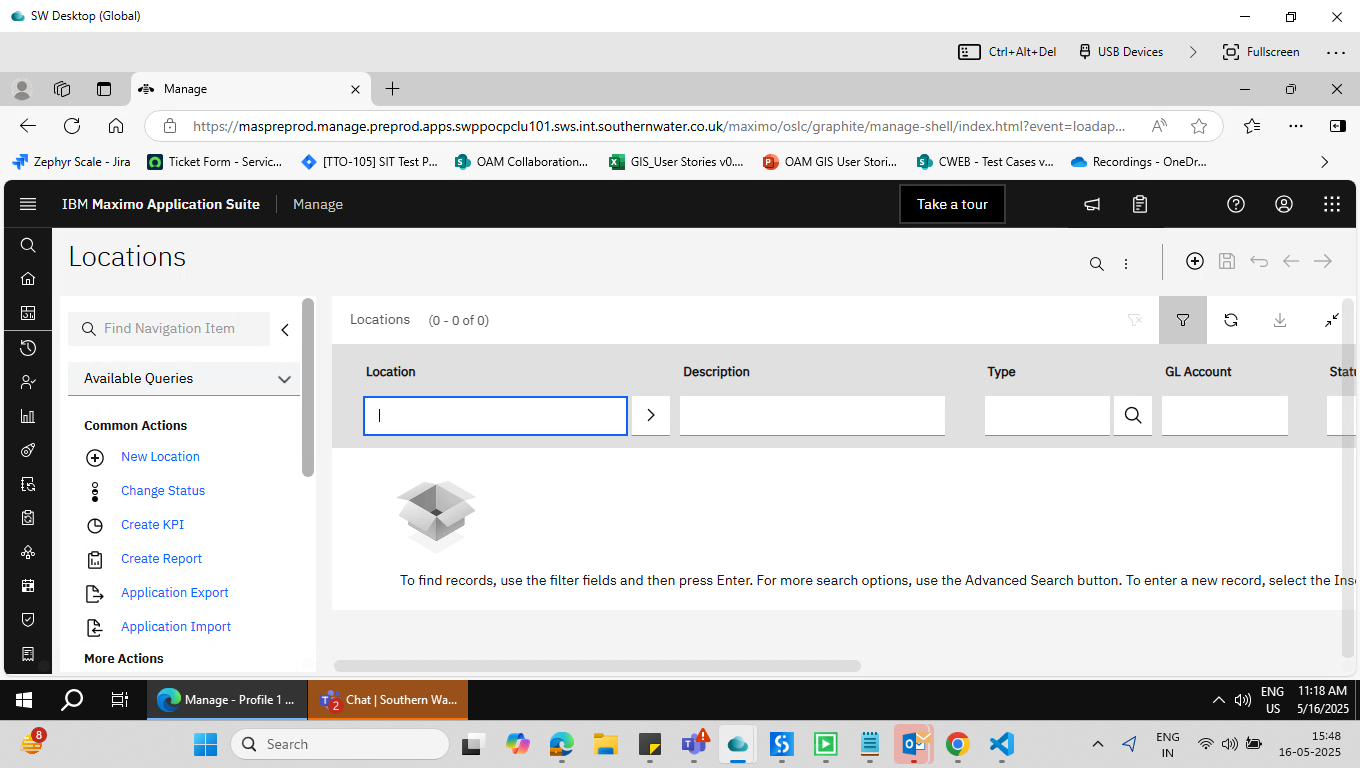 SW Desktop (Global)
Ctrl+Alt+Del
USB Devices
Fullscreen
Manage
https://maspreprod.manage.preprod.apps.swppocpclu101.sws.int.southernwater.co.uk/maximo/oslc/graphite/manage-shell/index.html?event=loadap...
Zephyr Scale - Jira
Ticket Form - Servic...
[TTO-105] SIT Test P...
OAM Collaboration...
GIS_User Stories v0....
OAM GIS User Stori...
CWEB - Test Cases v...
Recordings - OneDr...
IBM Maximo Application Suite
Manage
Take a tour
Locations
Find Navigation Item
Available Queries
Common Actions
New Location
Change Status
Create KPI
Create Report
Application Export
Application Import
More Actions
Locations (0 - 0 of 0)
Location
Description
Type
GL Account
Statu
To find records, use the filter fields and then press Enter. For more search options, use the Advanced Search button. To enter a new record, select the Inse
Manage - Profile 1 ...
2
Chat | Southern Wa...
ENG
US
11:18 AM
5/16/2025
8
Search
ENG
IN
15:48
16-05-2025